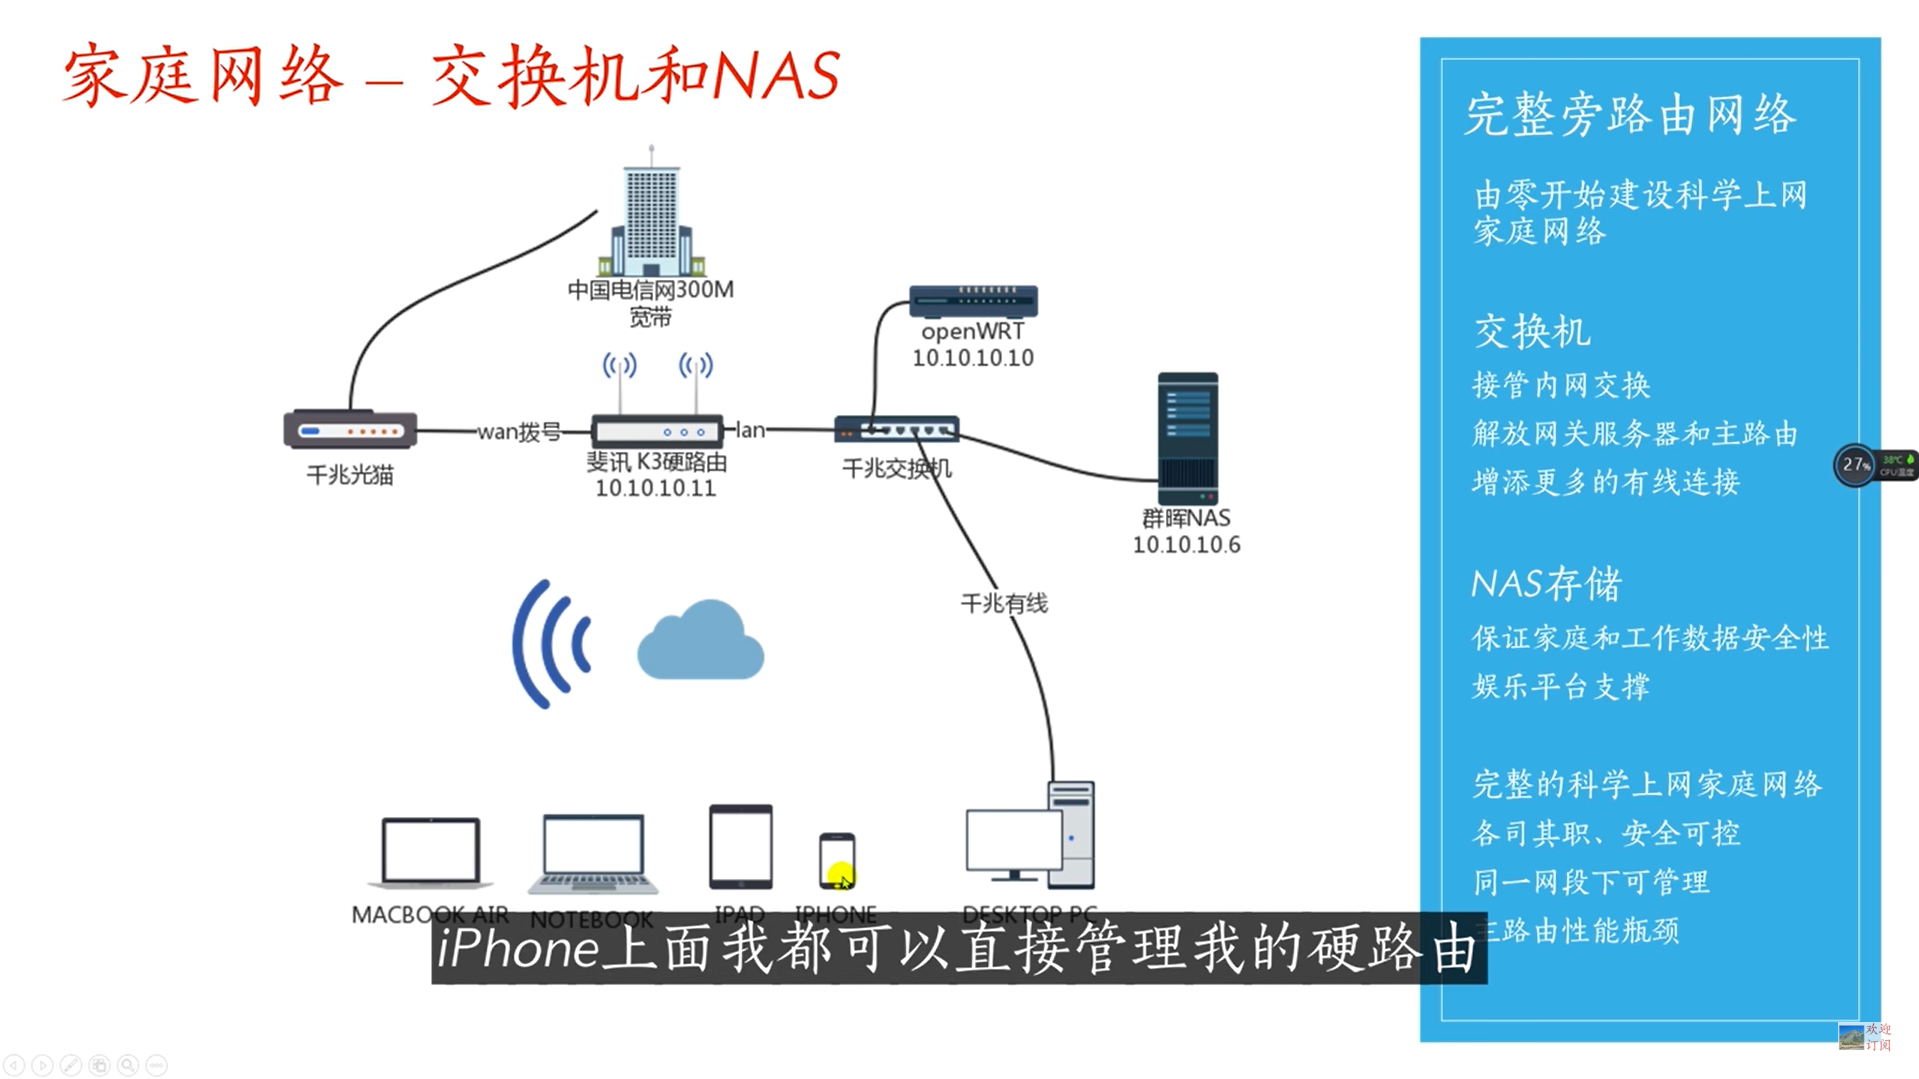 家庭网络 – 交换机和NAS
中国电信网300M
宽带
openWRT
10.10.10.10
wan拨号
lan
千兆光猫
斐讯 K3硬路由
10.10.10.11
千兆交换机
群晖NAS
10.10.10.6
千兆有线
MACBOOK AIR
NOTEBOOK
IPAD
IPHONE
DESKTOP PC
iPhone上面我都可以直接管理我的硬路由
完整旁路由网络
由零开始建设科学上网
家庭网络
交换机
接管内网交换
解放网关服务器和主路由
增添更多的有线连接
NAS存储
保证家庭和工作数据安全性
娱乐平台支撑
完整的科学上网家庭网络
各司其职、安全可控
同一网段下可管理
主路由性能瓶颈
27%
38℃
CPU温度
欢迎
订阅